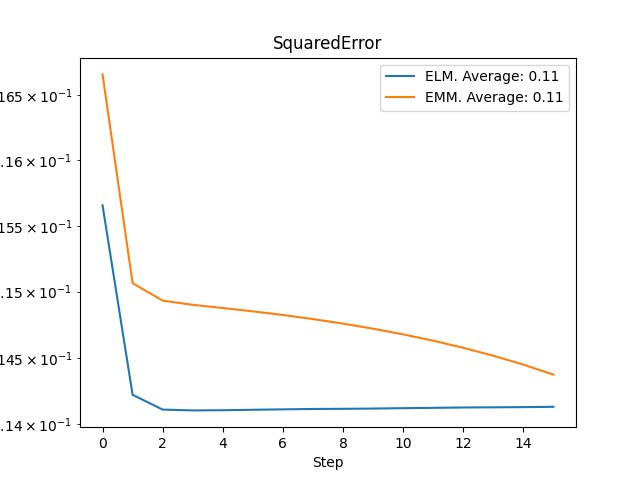 SquaredError
ELM. Average: 0.11
EMM. Average: 0.11
165 × 10⁻¹
.16 × 10⁻¹
155 × 10⁻¹
.15 × 10⁻¹
145 × 10⁻¹
.14 × 10⁻¹
0 2 4 6 8 10 12 14
Step